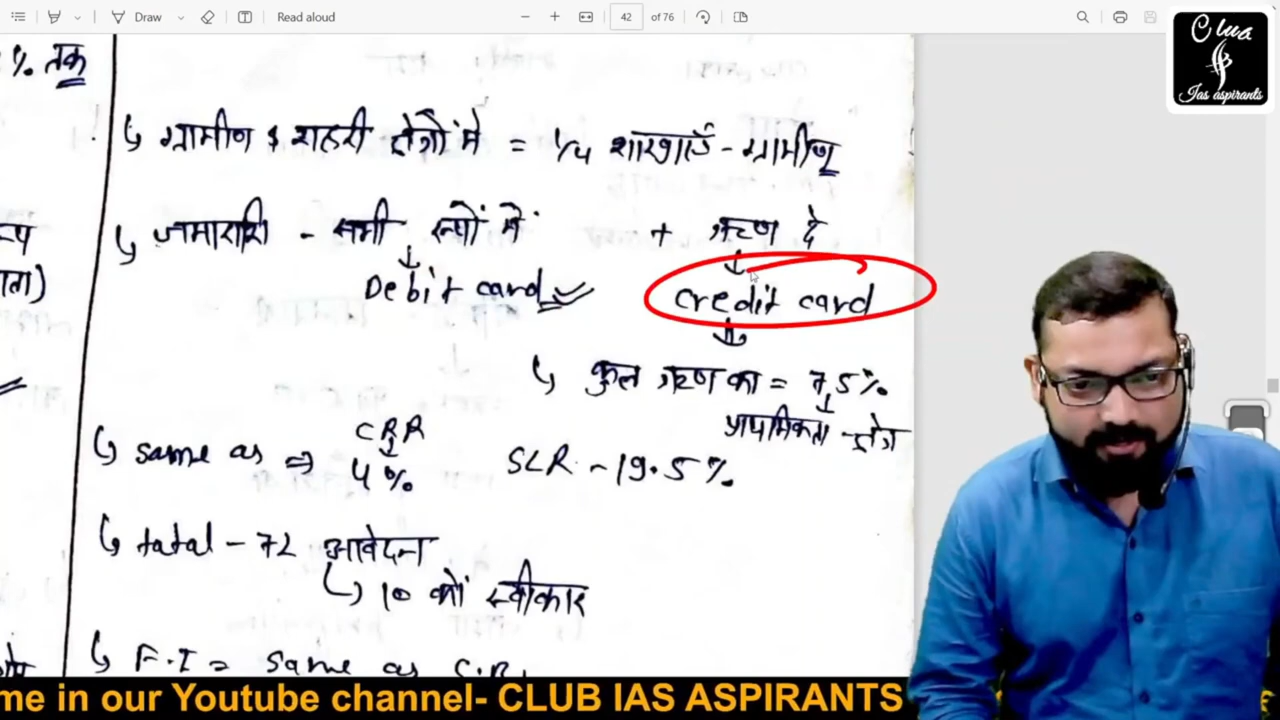 Draw
Read aloud
42 of 76
Club
Ias aspirants
% तक
↳ ग्रामीण & शहरी क्षेत्रों में = 1/4 शाखाएँ - ग्रामीण
↳ जमाराशि - सभी रूपों में + ऋण दे
Debit card
Credit card
↳ कुल ऋण का = 75%
प्राथमिकता - क्षेत्र
↳ same as ⇒ CRR 4% SLR - 19.5%
↳ total - 72 आवेदन
↳ 10 को स्वीकार
↳ F.I = same as C.B.
me in our Youtube channel- CLUB IAS ASPIRANTS